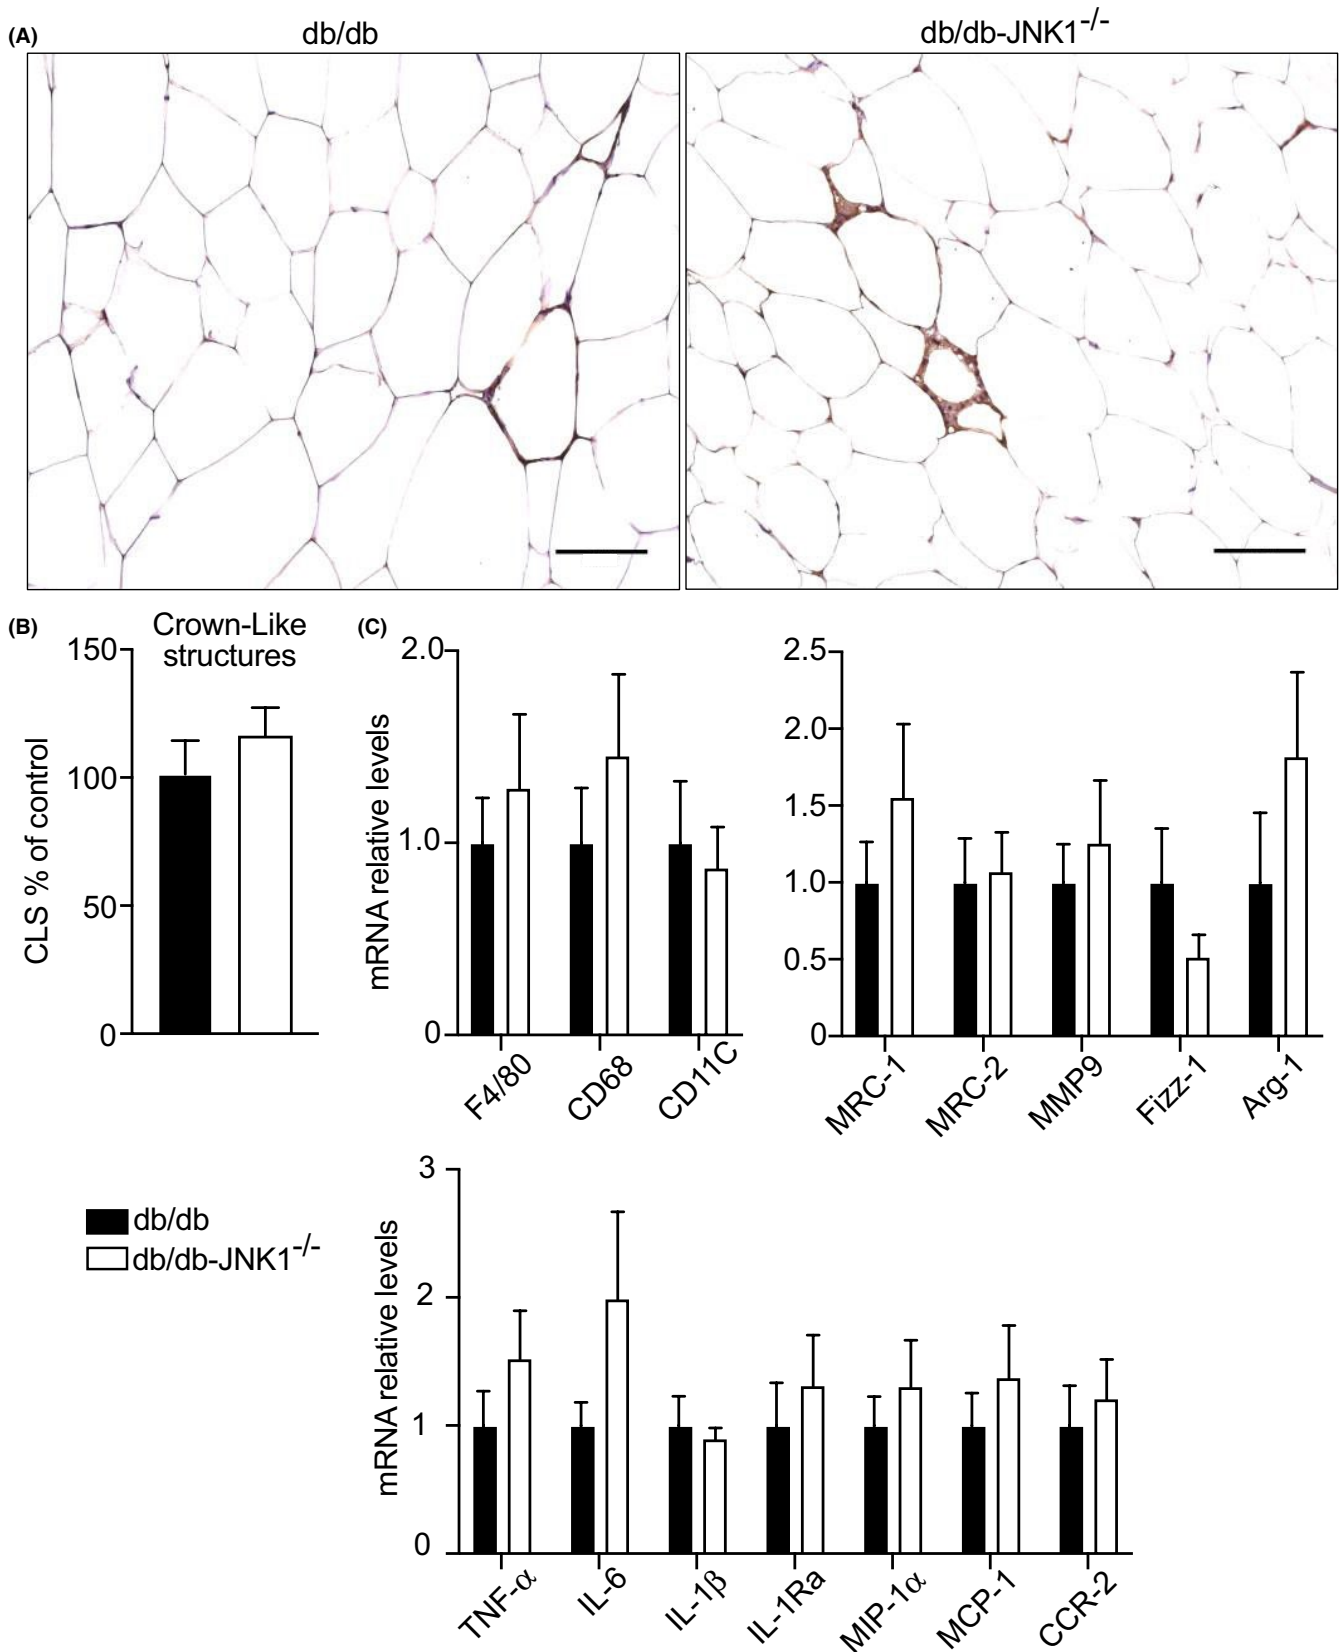 (A)
db/db
db/db-JNK1-/-
(B)
Crown-Like
structures
CLS % of control
150
100
50
0
(C)
mRNA relative levels
2.0
1.0
0
F4/80
CD68
CD11C
2.5
2.0
1.5
1.0
0.5
0
MRC-1
MRC-2
MMP9
Fizz-1
Arg-1
db/db
db/db-JNK1-/-
mRNA relative levels
3
2
1
0
TNF-α
IL-6
IL-1β
IL-1Ra
MIP-1α
MCP-1
CCR-2